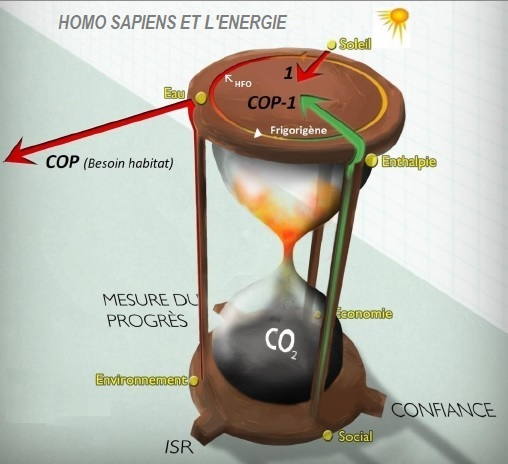 HOMO SAPIENS ET L'ENERGIE
Soleil
1
HFO
Eau
COP-1
Frigorigène
COP (Besoin habitat)
Enthalpie
MESURE DU
PROGRÈS
Economie
CO2
Environnement
CONFIANCE
Social
ISR